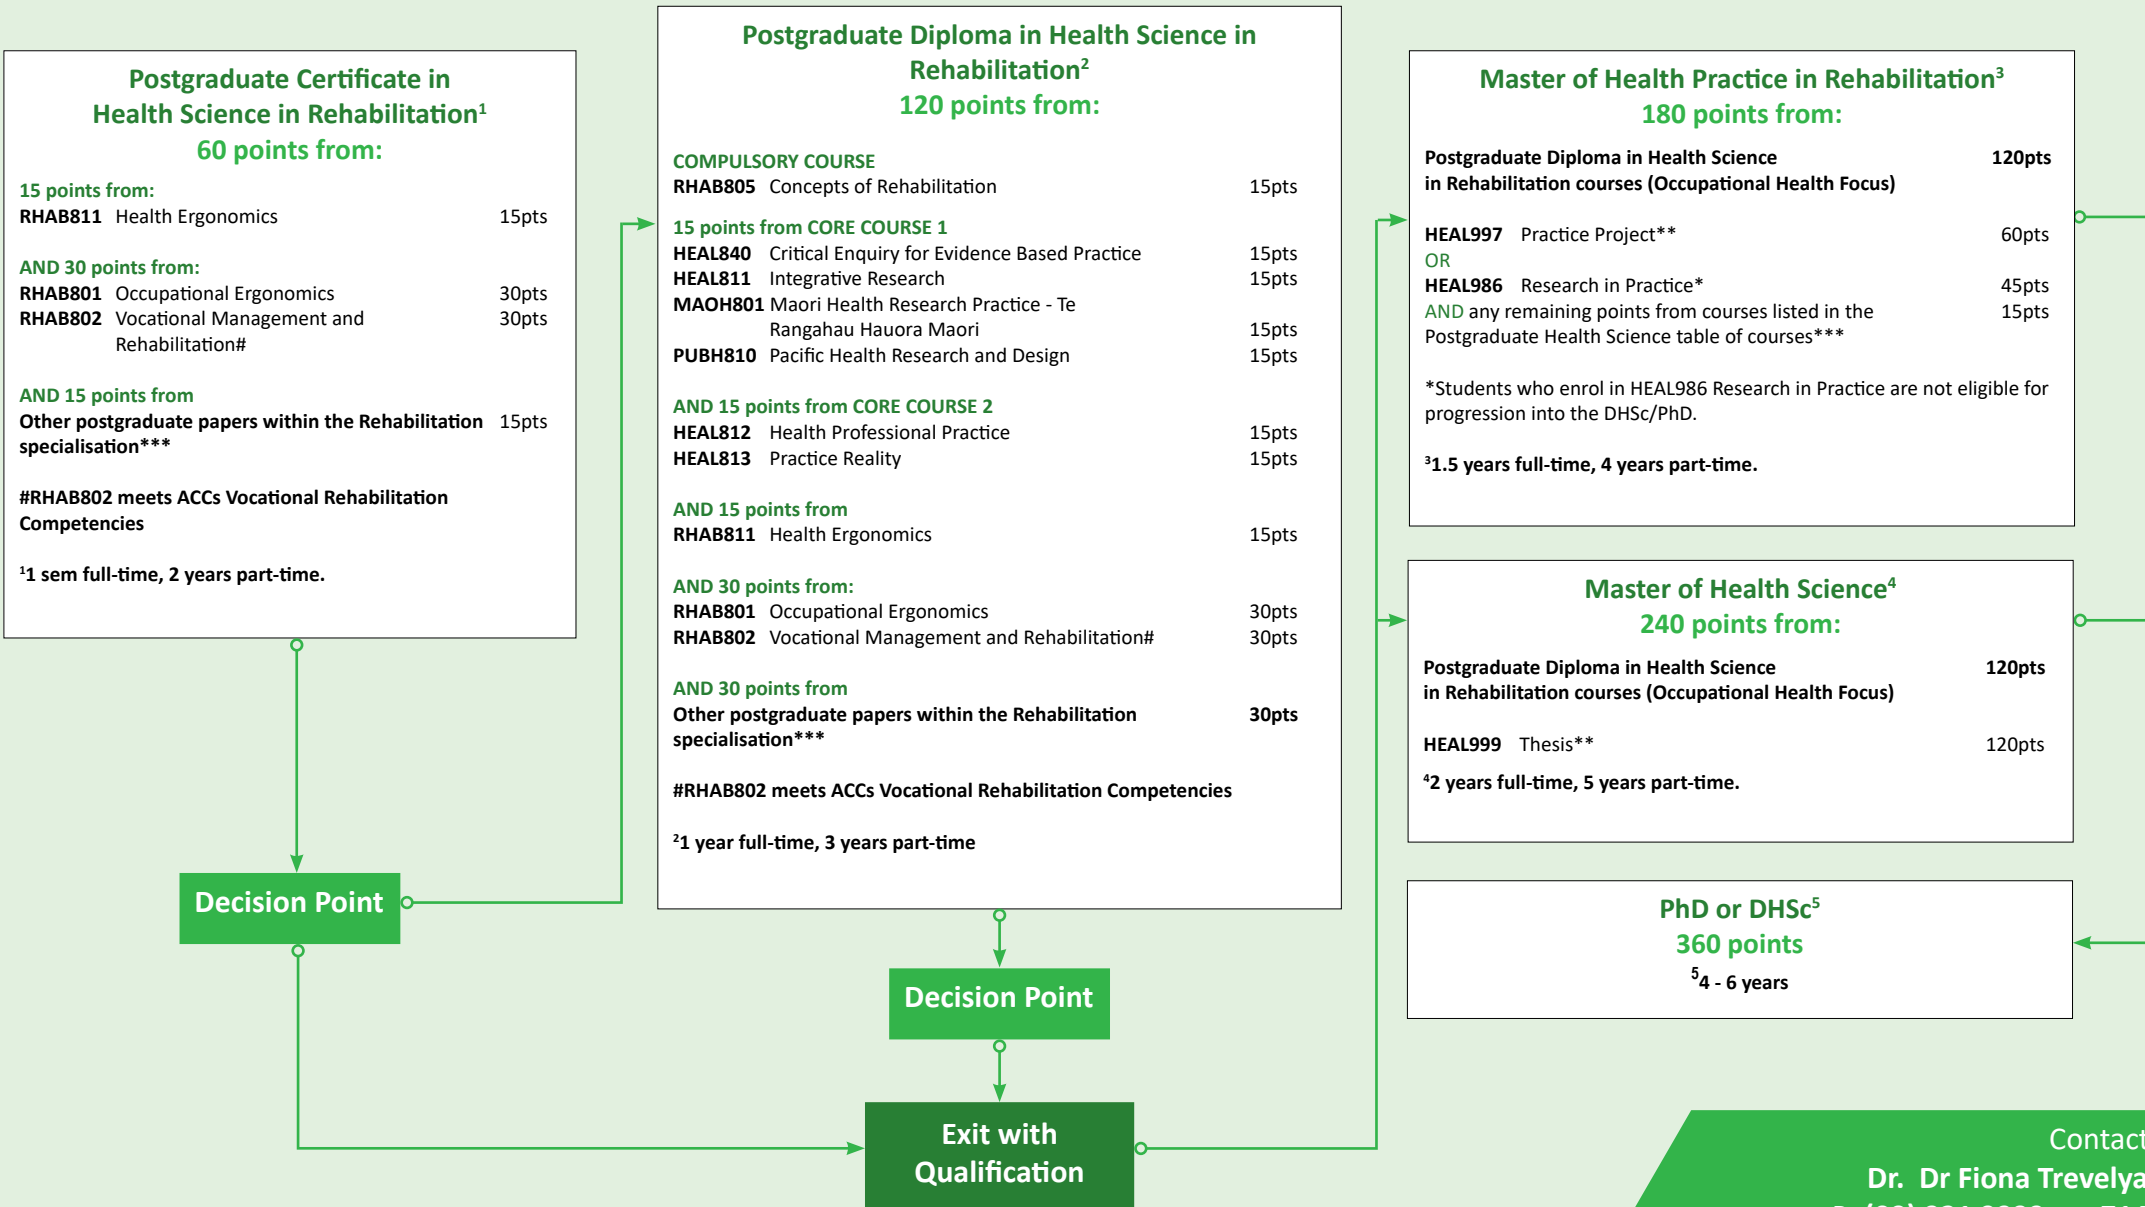 Postgraduate Certificate in
Health Science in Rehabilitation¹
60 points from:
15 points from:
RHAB811 Health Ergonomics 15pts
AND 30 points from:
RHAB801 Occupational Ergonomics 30pts
RHAB802 Vocational Management and 30pts
Rehabilitation#
AND 15 points from
Other postgraduate papers within the Rehabilitation 15pts
specialisation***
#RHAB802 meets ACCs Vocational Rehabilitation
Competencies
¹1 sem full-time, 2 years part-time.
Decision Point
Postgraduate Diploma in Health Science in
Rehabilitation²
120 points from:
COMPULSORY COURSE
RHAB805 Concepts of Rehabilitation 15pts
15 points from CORE COURSE 1
HEAL840 Critical Enquiry for Evidence Based Practice 15pts
HEAL811 Integrative Research 15pts
MAOH801 Maori Health Research Practice - Te
Rangahau Hauora Maori 15pts
PUBH810 Pacific Health Research and Design 15pts
AND 15 points from CORE COURSE 2
HEAL812 Health Professional Practice 15pts
HEAL813 Practice Reality 15pts
AND 15 points from
RHAB811 Health Ergonomics 15pts
AND 30 points from:
RHAB801 Occupational Ergonomics 30pts
RHAB802 Vocational Management and Rehabilitation# 30pts
AND 30 points from
Other postgraduate papers within the Rehabilitation 30pts
specialisation***
#RHAB802 meets ACCs Vocational Rehabilitation Competencies
²1 year full-time, 3 years part-time
Decision Point
Exit with
Qualification
Master of Health Practice in Rehabilitation³
180 points from:
Postgraduate Diploma in Health Science 120pts
in Rehabilitation courses (Occupational Health Focus)
HEAL997 Practice Project** 60pts
OR
HEAL986 Research in Practice* 45pts
AND any remaining points from courses listed in the 15pts
Postgraduate Health Science table of courses***
*Students who enrol in HEAL986 Research in Practice are not eligible for
progression into the DHSc/PhD.
³1.5 years full-time, 4 years part-time.
Master of Health Science⁴
240 points from:
Postgraduate Diploma in Health Science 120pts
in Rehabilitation courses (Occupational Health Focus)
HEAL999 Thesis** 120pts
⁴2 years full-time, 5 years part-time.
PhD or DHSc⁵
360 points
⁵4 - 6 years
Contact
Dr. Dr Fiona Trevelya